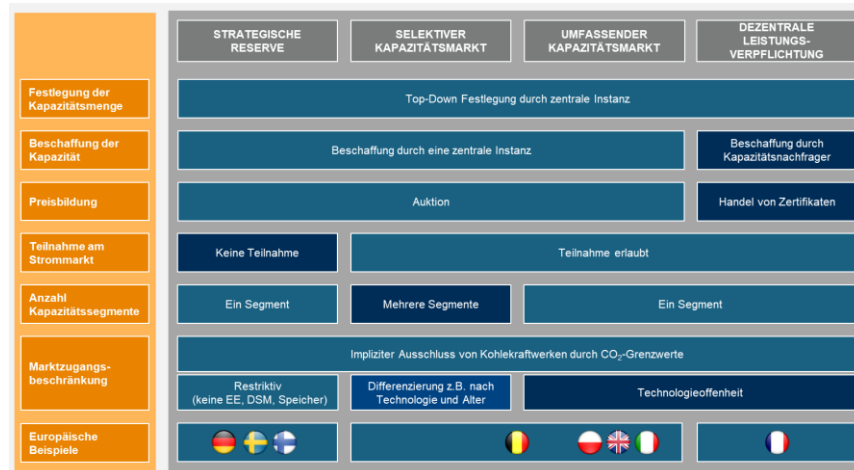 STRATEGISCHE
RESERVE
SELEKTIVER
KAPAZITÄTSMARKT
UMFASSENDER
KAPAZITÄTSMARKT
DEZENTRALE
LEISTUNGS-
VERPFLICHTUNG
Festlegung der
Kapazitätsmenge
Top-Down Festlegung durch zentrale Instanz
Beschaffung der
Kapazität
Beschaffung durch eine zentrale Instanz
Beschaffung durch
Kapazitätsnachfrager
Preisbildung
Auktion
Handel von Zertifikaten
Teilnahme am
Strommarkt
Keine Teilnahme
Teilnahme erlaubt
Anzahl
Kapazitätssegmente
Ein Segment
Mehrere Segmente
Ein Segment
Marktzugangs-
beschränkung
Impliziter Ausschluss von Kohlekraftwerken durch CO₂-Grenzwerte
Restriktiv
(keine EE, DSM, Speicher)
Differenzierung z.B. nach
Technologie und Alter
Technologieoffenheit
Europäische
Beispiele